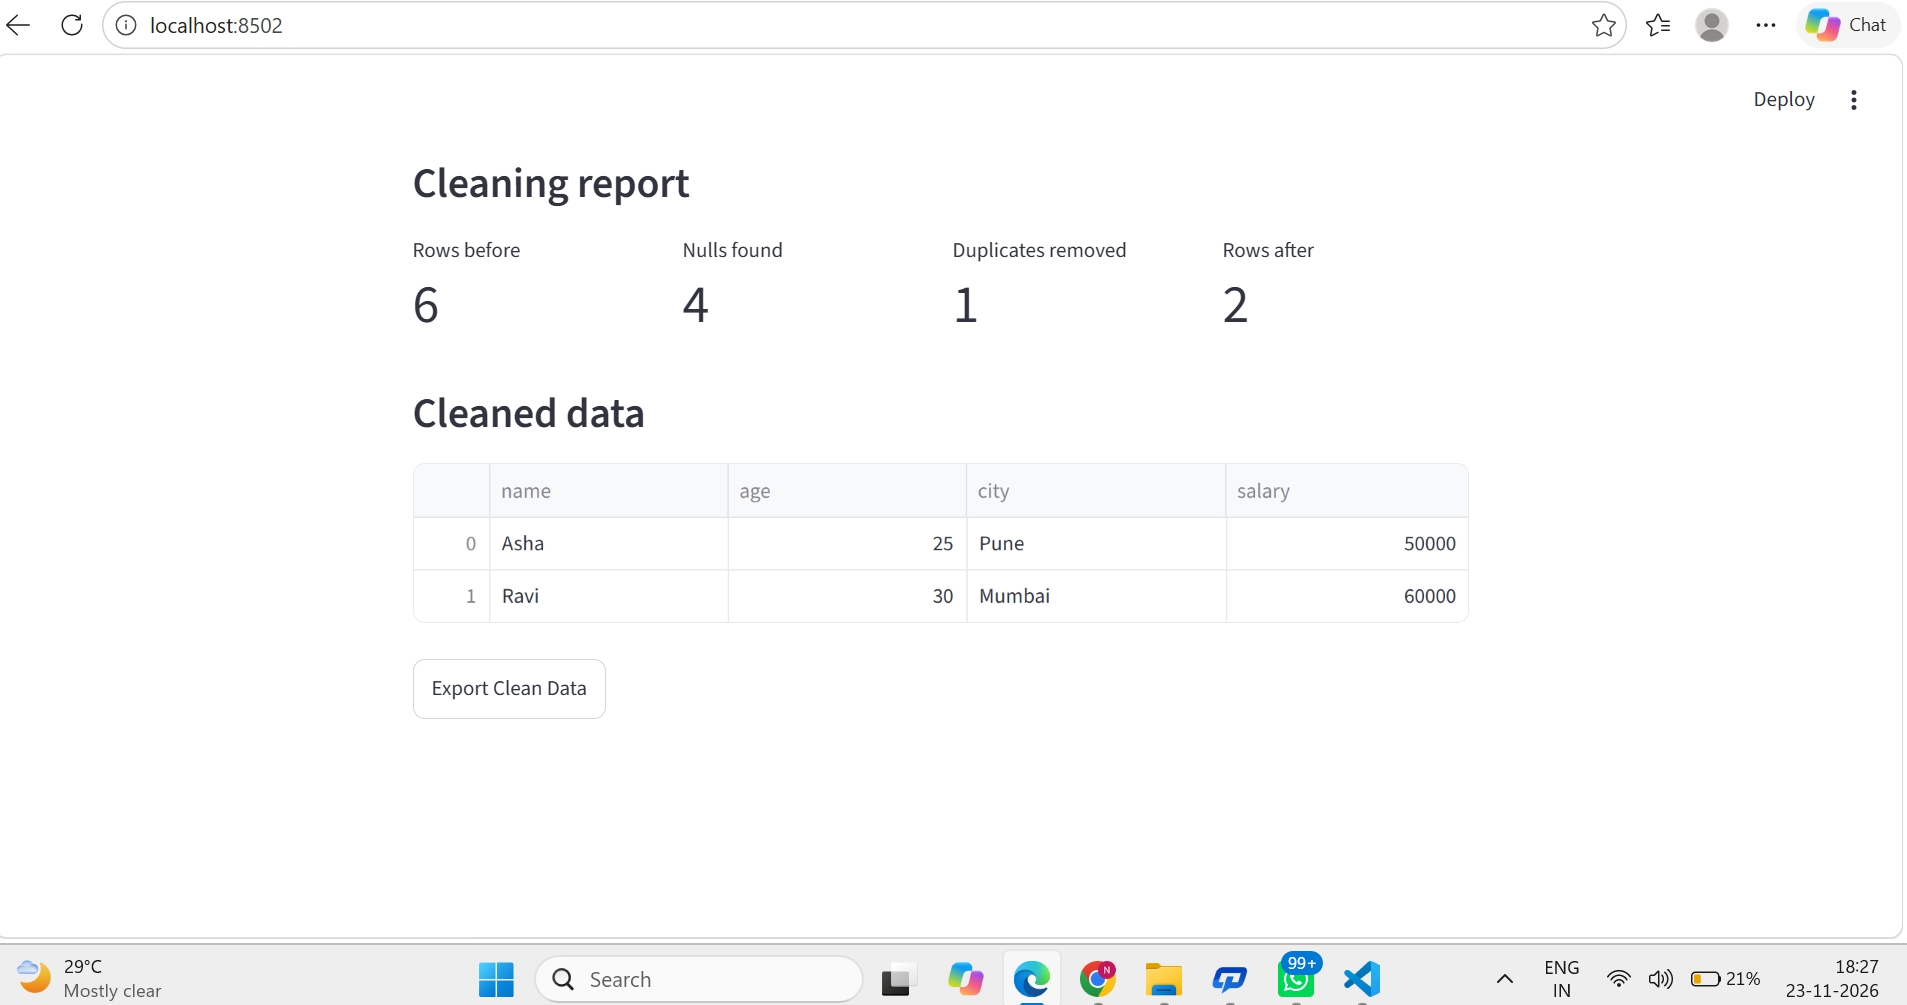 localhost:8502
Chat
Deploy
Cleaning report
Rows before Nulls found Duplicates removed Rows after
6 4 1 2
Cleaned data
name age city salary
0 Asha 25 Pune 50000
1 Ravi 30 Mumbai 60000
Export Clean Data
29°C
Mostly clear
Search
N
99+
ENG
IN
21%
18:27
23-11-2026